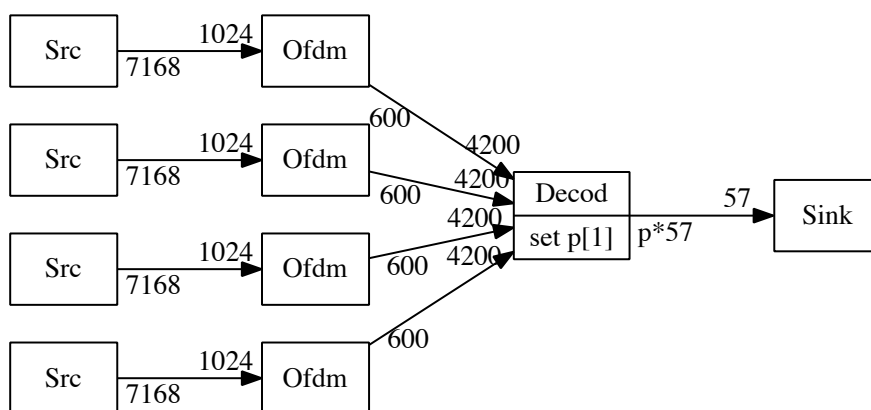 Src
7168
1024
Ofdm
600
4200
Src
7168
1024
Ofdm
600
4200
Src
7168
1024
Ofdm
600
4200
Src
7168
1024
Ofdm
600
4200
Decod
set p[1]
p*57
57
Sink